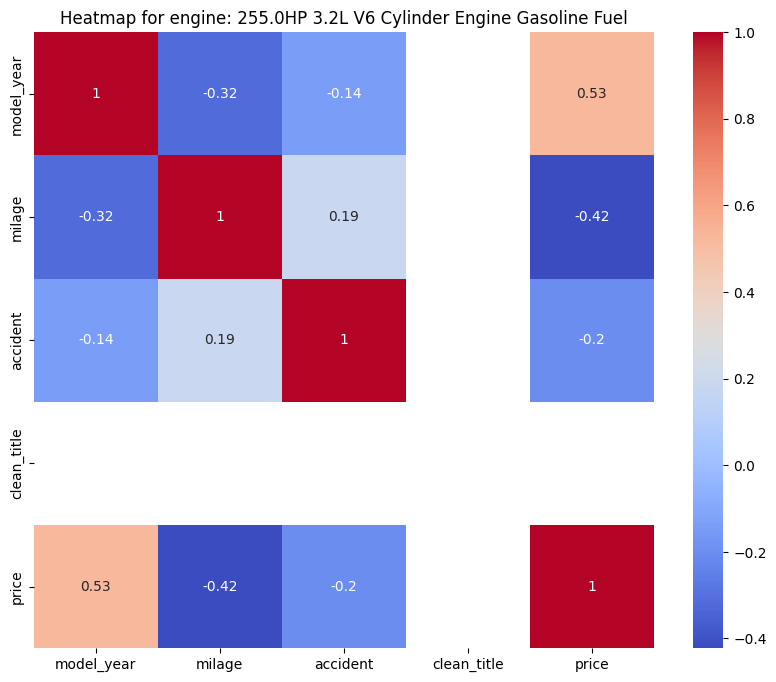 Heatmap for engine: 255.0HP 3.2L V6 Cylinder Engine Gasoline Fuel
model_year
1
-0.32
-0.14
0.53
milage
-0.32
1
0.19
-0.42
accident
-0.14
0.19
1
-0.2
clean_title
price
0.53
-0.42
-0.2
1
model_year
milage
accident
clean_title
price
1.0
0.8
0.6
0.4
0.2
0.0
−0.2
−0.4